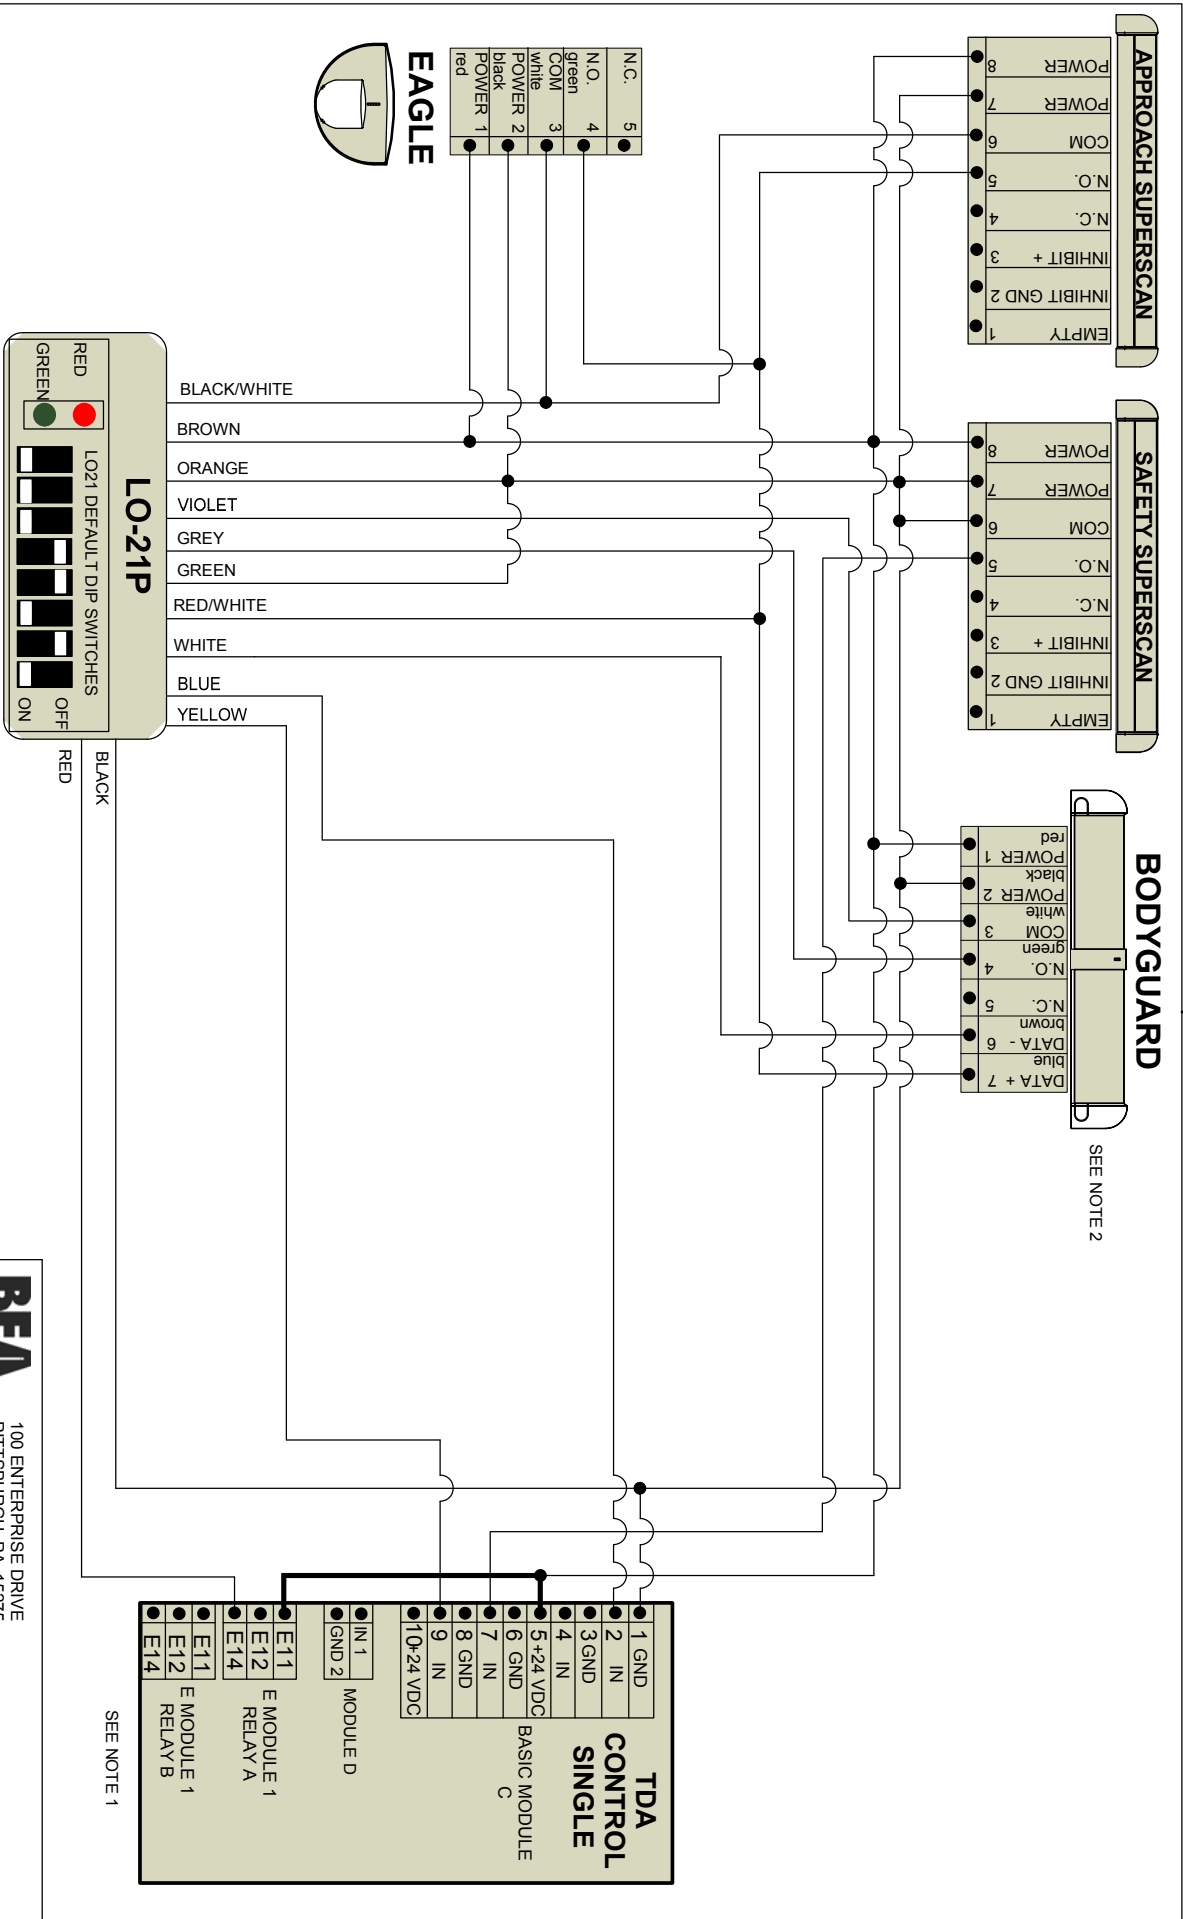 APPROACH SUPERSCAN
8 POWER
7 POWER
6 COM
5 N.O.
4 N.C.
3 INHIBIT +
2 INHIBIT GND
1 EMPTY
SAFETY SUPERSCAN
8 POWER
7 POWER
6 COM
5 N.O.
4 N.C.
3 INHIBIT +
2 INHIBIT GND
1 EMPTY
BODYGUARD
red
POWER 1
black
POWER 2
white
COM 3
green
N.O. 4
N.C. 5
brown
DATA - 6
blue
DATA + 7
SEE NOTE 2
EAGLE
N.C. 5
N.O. 4
green
COM 3
white
POWER 2
black
POWER 1
red
LO-21P
RED
GREEN
LO21 DEFAULT DIP SWITCHES
OFF
ON
BLACK/WHITE
BROWN
ORANGE
VIOLET
GREY
GREEN
RED/WHITE
WHITE
BLUE
YELLOW
BLACK
RED
TDA
CONTROL
SINGLE
BASIC MODULE
C
1 GND
2 IN
3 GND
4 IN
5 +24 VDC
6 GND
7 IN
8 GND
9 IN
10 +24 VDC
MODULE D
IN 1
GND 2
E MODULE 1
RELAY A
E11
E12
E14
E MODULE 1
RELAY B
E11
E12
E14
SEE NOTE 1
BEA
100 ENTERPRISE DRIVE